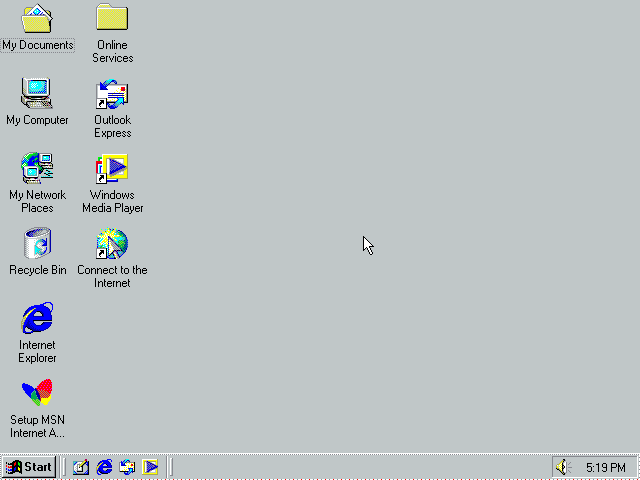 My Documents
Online
Services
My Computer
Outlook
Express
My Network
Places
Windows
Media Player
Recycle Bin
Connect to the
Internet
Internet
Explorer
Setup MSN
Internet A...
Start
5:19 PM